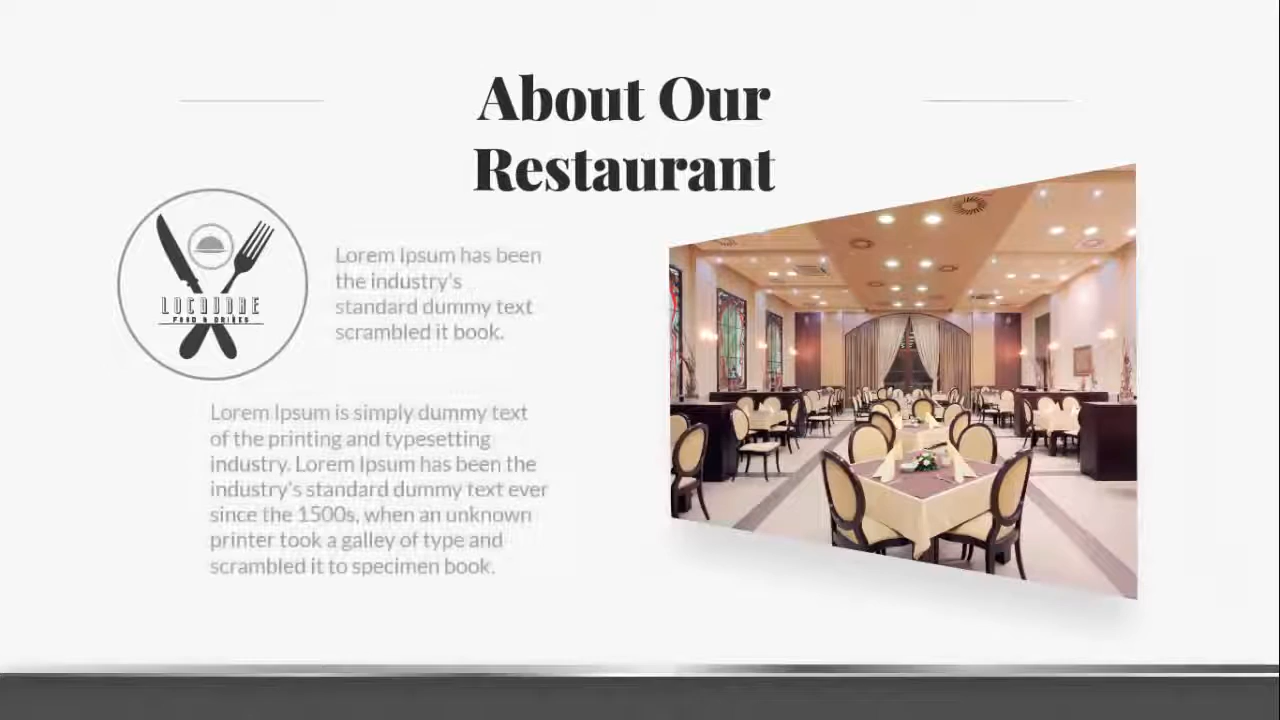 About Our
Restaurant
Lorem Ipsum has been
the industry's
standard dummy text
scrambled it book.
FOOD & DRINKS
Lorem Ipsum is simply dummy text
of the printing and typesetting
industry. Lorem Ipsum has been the
industry's standard dummy text ever
since the 1500s, when an unknown
printer took a galley of type and
scrambled it to specimen book.